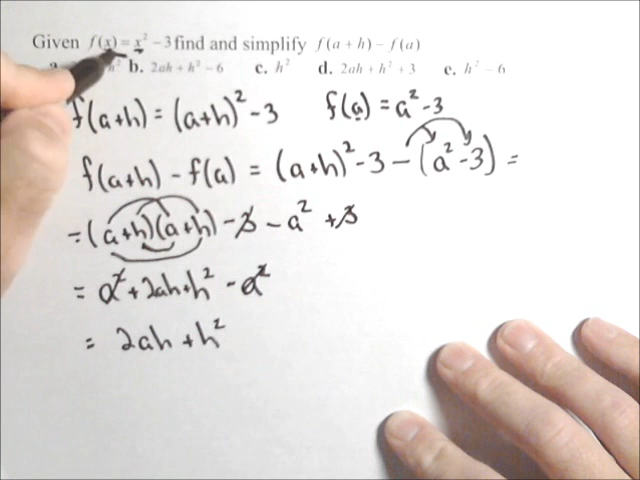 Given f(x) = x² − 3 find and simplify f(a + h) − f(a)
a. h² b. 2ah + h² − 6 c. h² d. 2ah + h² + 3 e. h² − 6
f(a+h) = (a+h)² − 3 f(a) = a² − 3
f(a+h) − f(a) = (a+h)² − 3 − (a² − 3) =
= (a+h)(a+h) − 3 − a² + 3
= a² + 2ah + h² − a²
= 2ah + h²